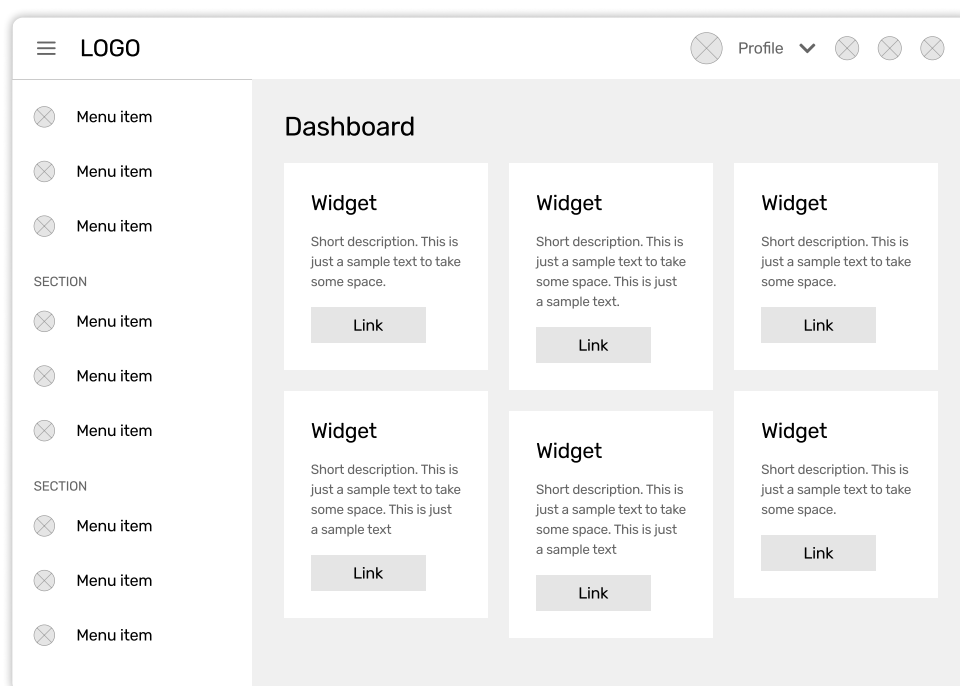 LOGO
Profile
Menu item
Menu item
Menu item
SECTION
Menu item
Menu item
Menu item
SECTION
Menu item
Menu item
Menu item
Dashboard
Widget
Short description. This is
just a sample text to take
some space.
Link
Widget
Short description. This is
just a sample text to take
some space. This is just
a sample text.
Link
Widget
Short description. This is
just a sample text to take
some space.
Link
Widget
Short description. This is
just a sample text to take
some space. This is just
a sample text
Link
Widget
Short description. This is
just a sample text to take
some space. This is just
a sample text
Link
Widget
Short description. This is
just a sample text to take
some space.
Link